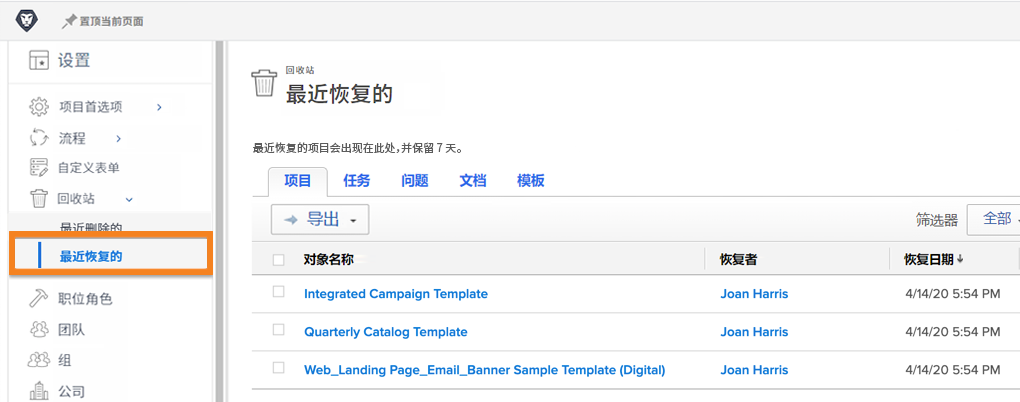 置顶当前页面
设置
项目首选项
流程
自定义表单
回收站
最近删除的
最近恢复的
职位角色
团队
组
公司
回收站
最近恢复的
最近恢复的项目会出现在此处,并保留 7 天。
项目 任务 问题 文档 模板
导出 筛选器 全部
对象名称 恢复者 恢复日期
Integrated Campaign Template Joan Harris 4/14/20 5:54 PM
Quarterly Catalog Template Joan Harris 4/14/20 5:54 PM
Web_Landing Page_Email_Banner Sample Template (Digital) Joan Harris 4/14/20 5:54 PM